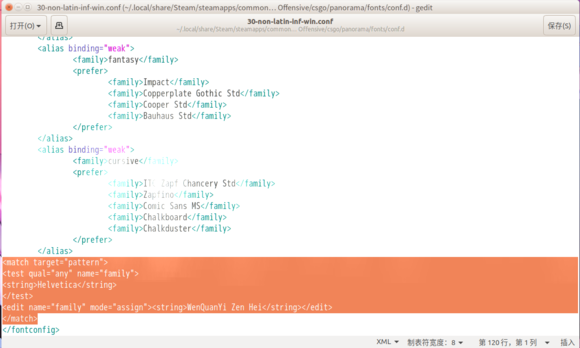 30-non-latin-inf-win.conf (~/.local/share/Steam/steamapps/common… Offensive/csgo/panorama/fonts/conf.d) - gedit
打开(O)
30-non-latin-inf-win.conf
~/.local/share/Steam/steamapps/common… Offensive/csgo/panorama/fonts/conf.d
保存(S)
</alias>
<alias binding="weak">
<family>fantasy</family>
<prefer>
<family>Impact</family>
<family>Copperplate Gothic Std</family>
<family>Cooper Std</family>
<family>Bauhaus Std</family>
</prefer>
</alias>
<alias binding="weak">
<family>cursive</family>
<prefer>
<family>ITC Zapf Chancery Std</family>
<family>Zapfino</family>
<family>Comic Sans MS</family>
<family>Chalkboard</family>
<family>Chalkduster</family>
</prefer>
</alias>
<match target="pattern">
<test qual="any" name="family">
<string>Helvetica</string>
</test>
<edit name="family" mode="assign"><string>WenQuanYi Zen Hei</string></edit>
</match>
</fontconfig>
XML 制表符宽度：8 第 120 行，第 1 列 插入